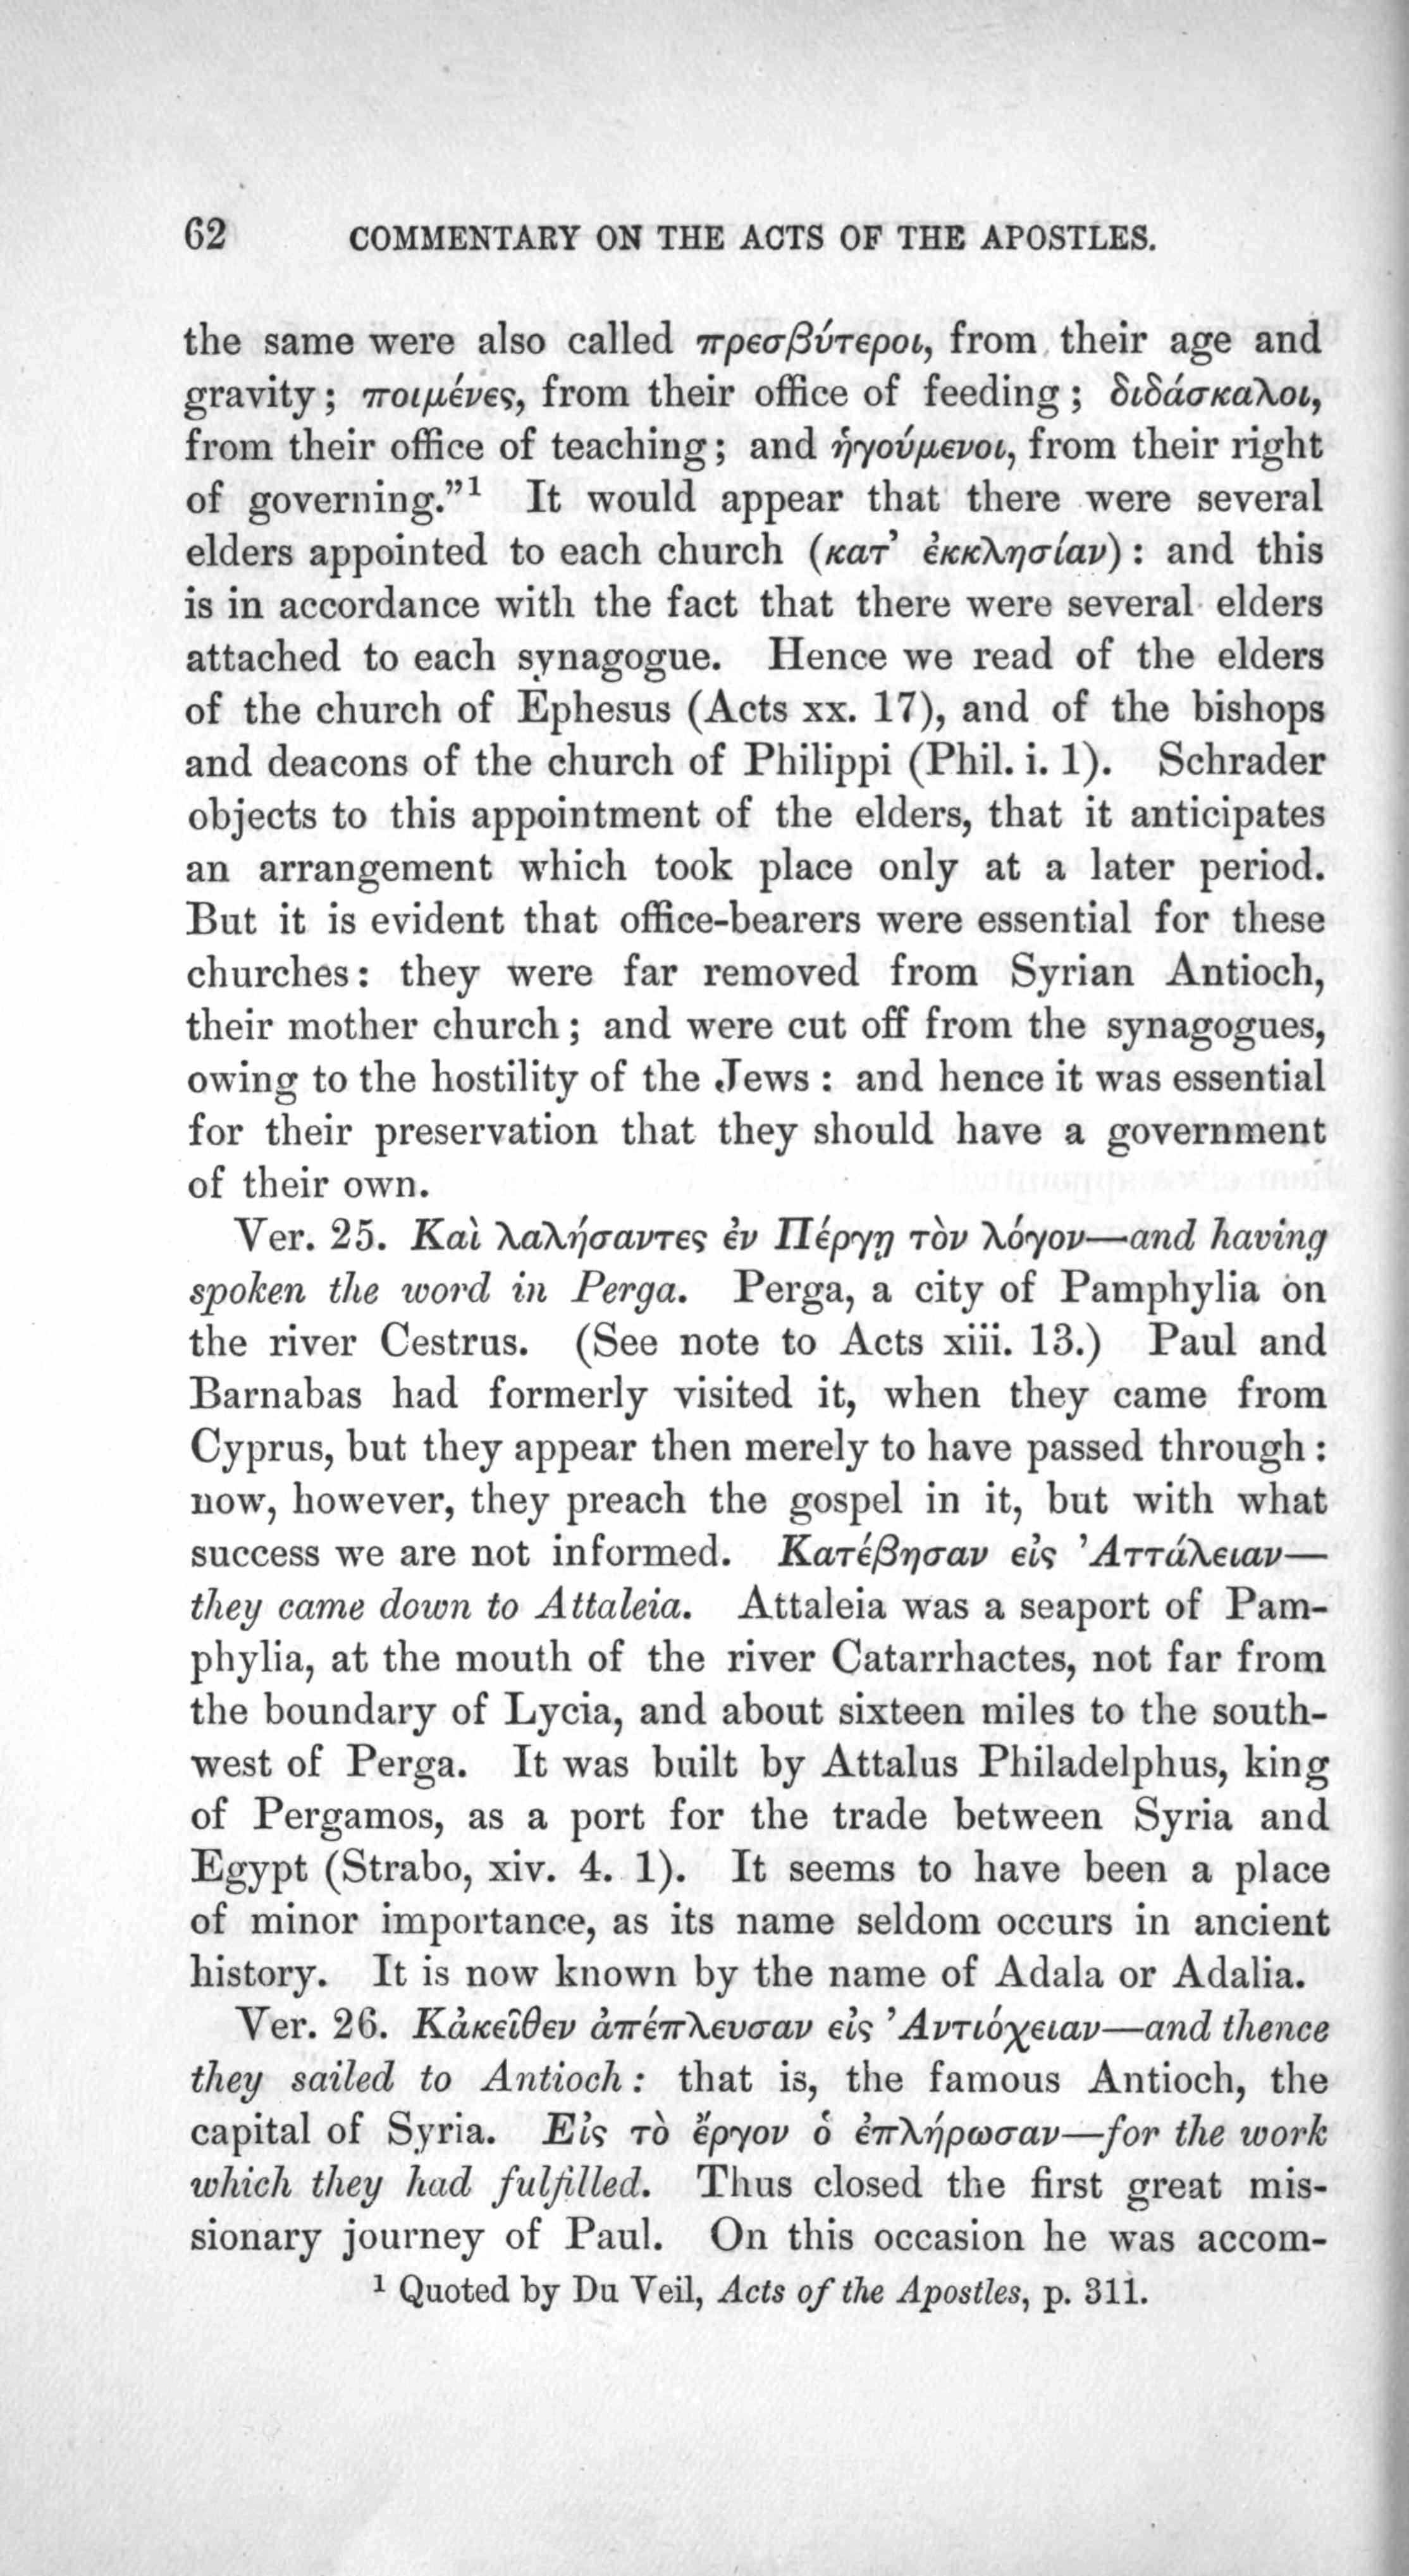 62 COMMENTARY ON THE ACTS OF THE APOSTLES.
the same were also called πρεσβύτεροι, from their age and
gravity; ποιμένες, from their office of feeding; διδάσκαλοι,
from their office of teaching; and ἡγούμενοι, from their right
of governing.”¹ It would appear that there were several
elders appointed to each church (κατ’ ἐκκλησίαν): and this
is in accordance with the fact that there were several elders
attached to each synagogue. Hence we read of the elders
of the church of Ephesus (Acts xx. 17), and of the bishops
and deacons of the church of Philippi (Phil. i. 1). Schrader
objects to this appointment of the elders, that it anticipates
an arrangement which took place only at a later period.
But it is evident that office-bearers were essential for these
churches: they were far removed from Syrian Antioch,
their mother church; and were cut off from the synagogues,
owing to the hostility of the Jews: and hence it was essential
for their preservation that they should have a government
of their own.
Ver. 25. Καὶ λαλήσαντες ἐν Πέργῃ τὸν λόγον—and having
spoken the word in Perga. Perga, a city of Pamphylia on
the river Cestrus. (See note to Acts xiii. 13.) Paul and
Barnabas had formerly visited it, when they came from
Cyprus, but they appear then merely to have passed through:
now, however, they preach the gospel in it, but with what
success we are not informed. Κατέβησαν εἰς Ἀττάλειαν—
they came down to Attaleia. Attaleia was a seaport of Pam-
phylia, at the mouth of the river Catarrhactes, not far from
the boundary of Lycia, and about sixteen miles to the south-
west of Perga. It was built by Attalus Philadelphus, king
of Pergamos, as a port for the trade between Syria and
Egypt (Strabo, xiv. 4. 1). It seems to have been a place
of minor importance, as its name seldom occurs in ancient
history. It is now known by the name of Adala or Adalia.
Ver. 26. Κἀκεῖθεν ἀπέπλευσαν εἰς Ἀντιόχειαν—and thence
they sailed to Antioch: that is, the famous Antioch, the
capital of Syria. Εἰς τὸ ἔργον ὁ ἐπλήρωσαν—for the work
which they had fulfilled. Thus closed the first great mis-
sionary journey of Paul. On this occasion he was accom-
¹ Quoted by Du Veil, Acts of the Apostles, p. 311.